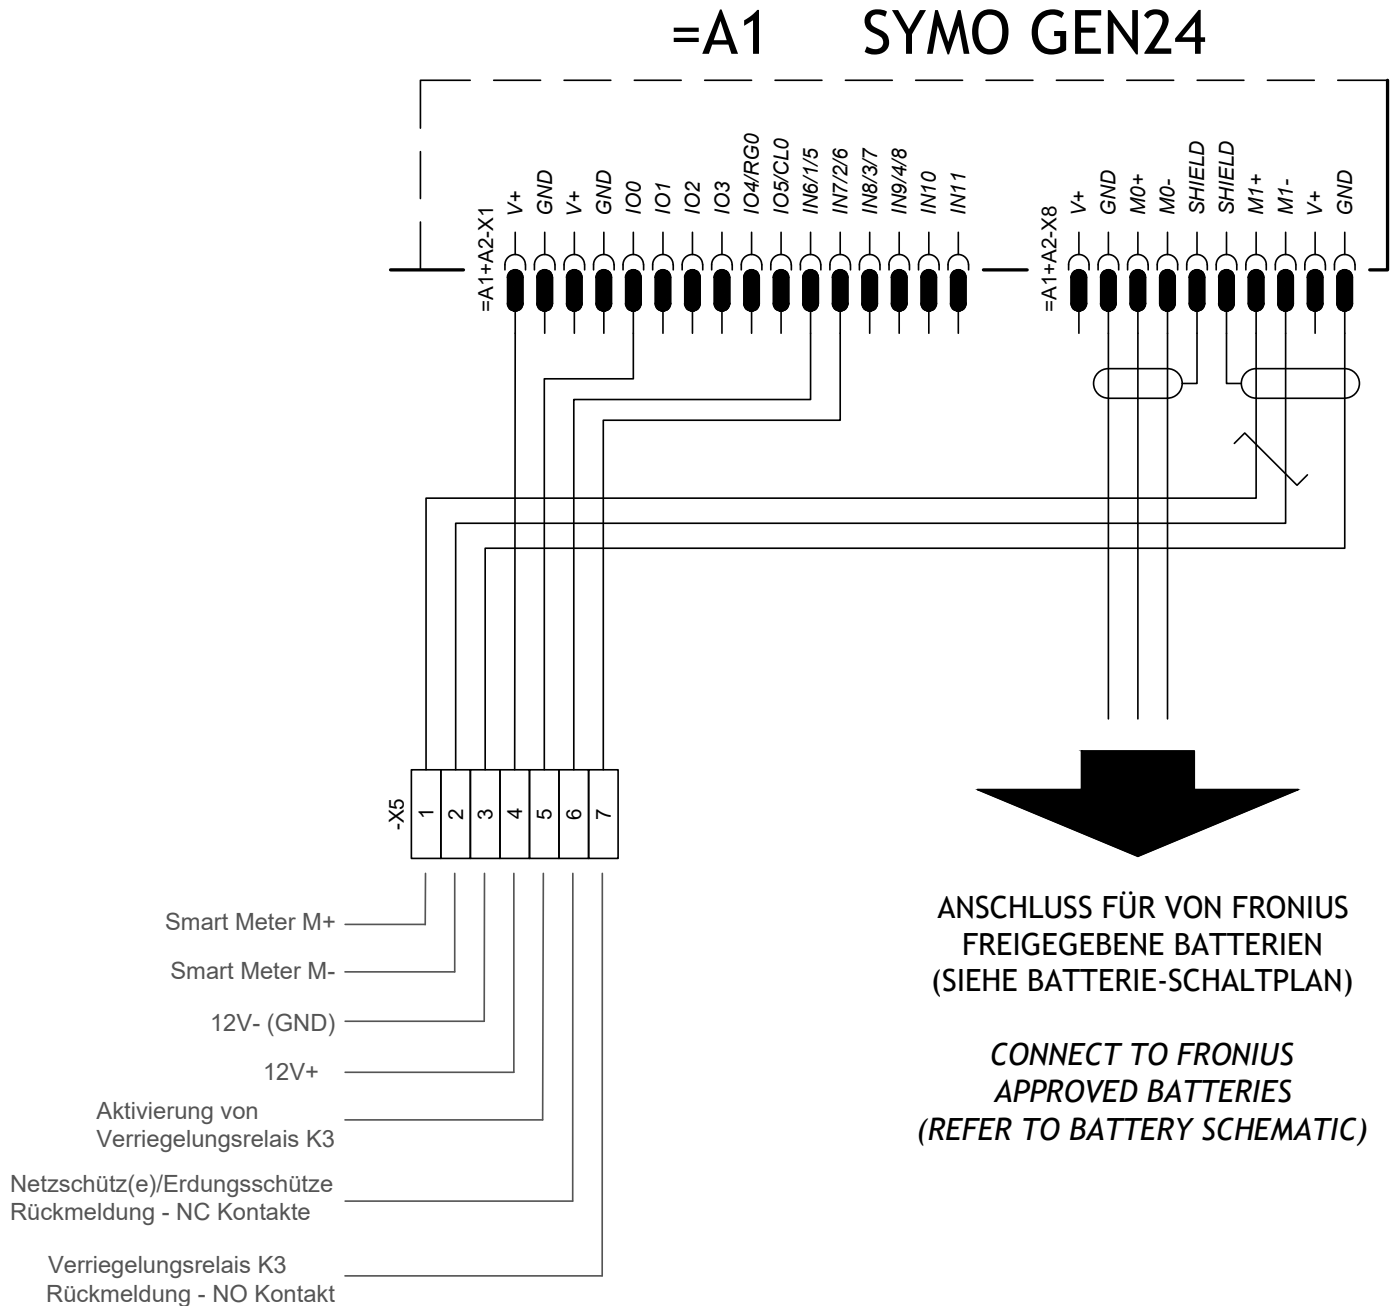 =A1 SYMO GEN24
=A1+A2-X1
V+
GND
V+
GND
IO0
IO1
IO2
IO3
IO4/RG0
IO5/CL0
IN6/1/5
IN7/2/6
IN8/3/7
IN9/4/8
IN10
IN11
=A1+A2-X8
V+
GND
M0+
M0-
SHIELD
SHIELD
M1+
M1-
V+
GND
-X5
1
2
3
4
5
6
7
Smart Meter M+
Smart Meter M-
12V- (GND)
12V+
Aktivierung von
Verriegelungsrelais K3
Netzschütz(e)/Erdungsschütze
Rückmeldung - NC Kontakte
Verriegelungsrelais K3
Rückmeldung - NO Kontakt
ANSCHLUSS FÜR VON FRONIUS
FREIGEGEBENE BATTERIEN
(SIEHE BATTERIE-SCHALTPLAN)
CONNECT TO FRONIUS
APPROVED BATTERIES
(REFER TO BATTERY SCHEMATIC)